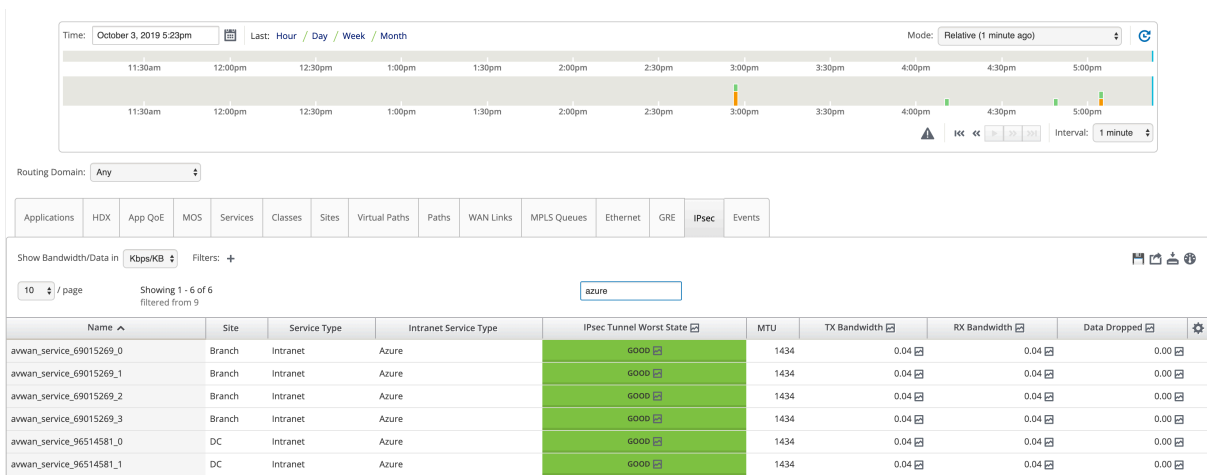 Time: October 3, 2019 5:23pm Last: Hour / Day / Week / Month Mode: Relative (1 minute ago)
11:30am 12:00pm 12:30pm 1:00pm 1:30pm 2:00pm 2:30pm 3:00pm 3:30pm 4:00pm 4:30pm 5:00pm
11:30am 12:00pm 12:30pm 1:00pm 1:30pm 2:00pm 2:30pm 3:00pm 3:30pm 4:00pm 4:30pm 5:00pm
Interval: 1 minute
Routing Domain: Any
Applications HDX App QoE MOS Services Classes Sites Virtual Paths Paths WAN Links MPLS Queues Ethernet GRE IPsec Events
Show Bandwidth/Data in Kbps/KB Filters: +
10 / page Showing 1 - 6 of 6 azure
filtered from 9
Name Site Service Type Intranet Service Type IPsec Tunnel Worst State MTU TX Bandwidth RX Bandwidth Data Dropped
avwan_service_69015269_0 Branch Intranet Azure GOOD 1434 0.04 0.04 0.00
avwan_service_69015269_1 Branch Intranet Azure GOOD 1434 0.04 0.04 0.00
avwan_service_69015269_2 Branch Intranet Azure GOOD 1434 0.04 0.04 0.00
avwan_service_69015269_3 Branch Intranet Azure GOOD 1434 0.04 0.04 0.00
avwan_service_96514581_0 DC Intranet Azure GOOD 1434 0.04 0.04 0.00
avwan_service_96514581_1 DC Intranet Azure GOOD 1434 0.04 0.04 0.00